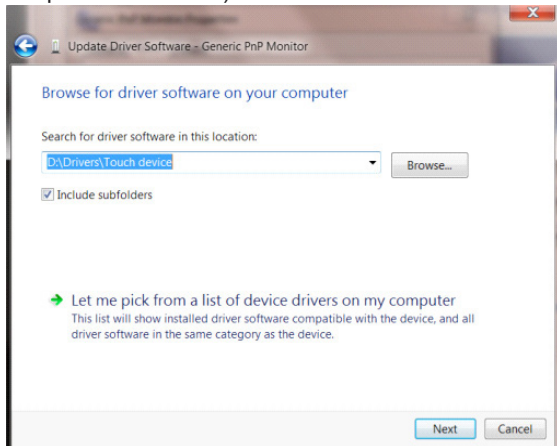 Update Driver Software - Generic PnP Monitor
Browse for driver software on your computer
Search for driver software in this location:
D:\Drivers\Touch device
Browse...
Include subfolders
Let me pick from a list of device drivers on my computer
This list will show installed driver software compatible with the device, and all
driver software in the same category as the device.
Next
Cancel